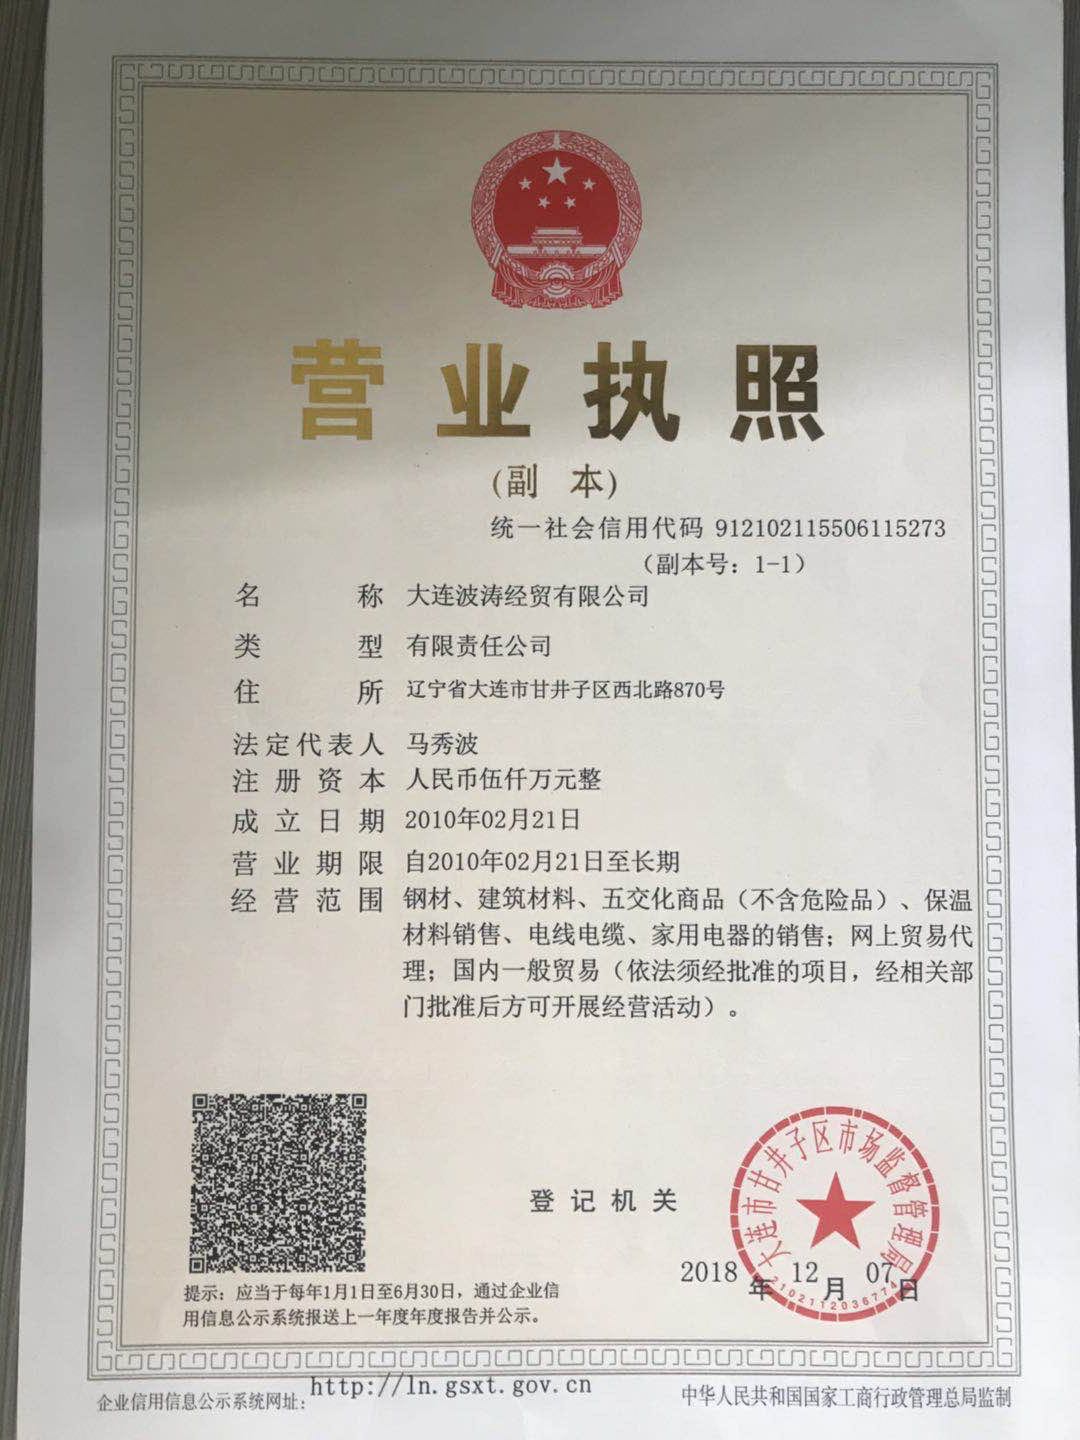 营业执照
(副 本)
统一社会信用代码 912102115506115273
（副本号：1-1）
名 称 大连波涛经贸有限公司
类 型 有限责任公司
住 所 辽宁省大连市甘井子区西北路870号
法定代表人 马秀波
注册资本 人民币伍仟万元整
成立日期 2010年02月21日
营业期限 自2010年02月21日至长期
经营范围 钢材、建筑材料、五交化商品（不含危险品）、保温
材料销售、电线电缆、家用电器的销售；网上贸易代
理；国内一般贸易（依法须经批准的项目，经相关部
门批准后方可开展经营活动）。
大连市甘井子区市场监督管理局
登记机关
2018年12月07日
2102112036774
提示：应当于每年1月1日至6月30日，通过企业信
用信息公示系统报送上一年度年度报告并公示。
企业信用信息公示系统网址：http://ln.gsxt.gov.cn
中华人民共和国国家工商行政管理总局监制